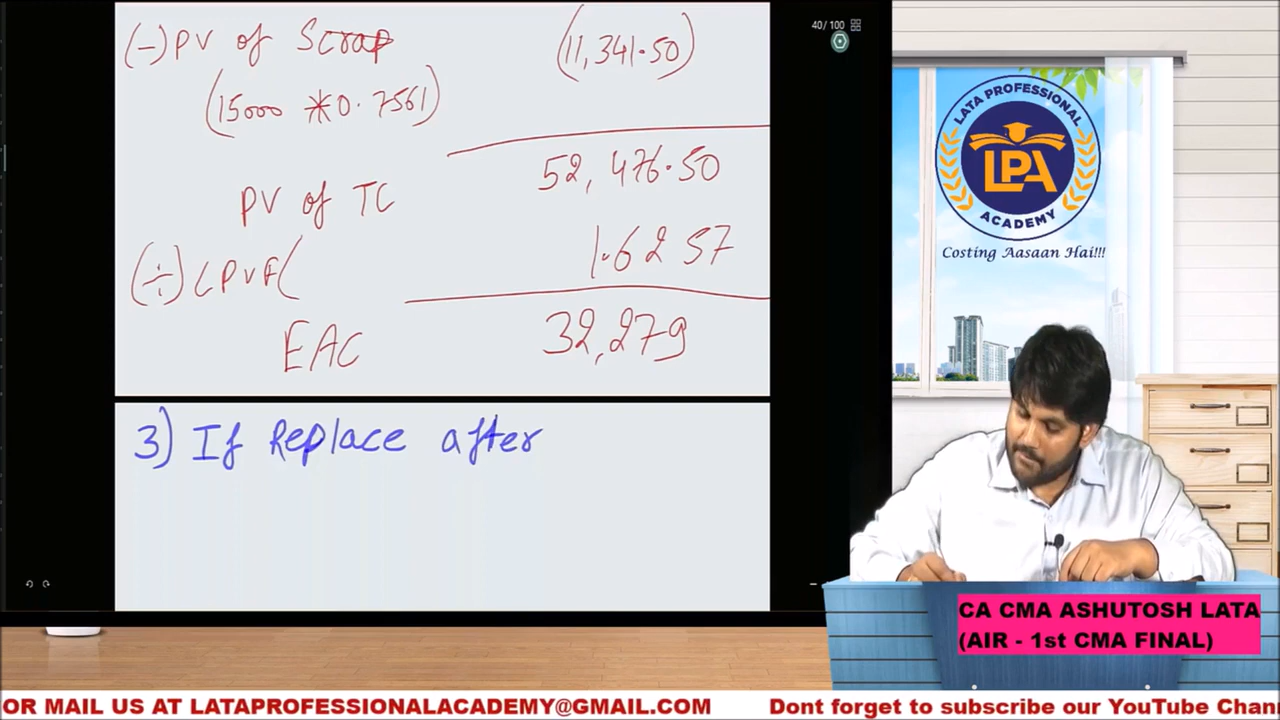 (-) PV of Scrap (11,341.50)
(15000 * 0.7561)
PV of TC 52,476.50
(÷) CPVF( 1.6257
EAC 32,279
3) If Replace after
40/100
LATA PROFESSIONAL
LPA
ACADEMY
Costing Aasaan Hai!!!
CA CMA ASHUTOSH LATA
(AIR - 1st CMA FINAL)
OR MAIL US AT LATAPROFESSIONALACADEMY@GMAIL.COM Dont forget to subscribe our YouTube Chan